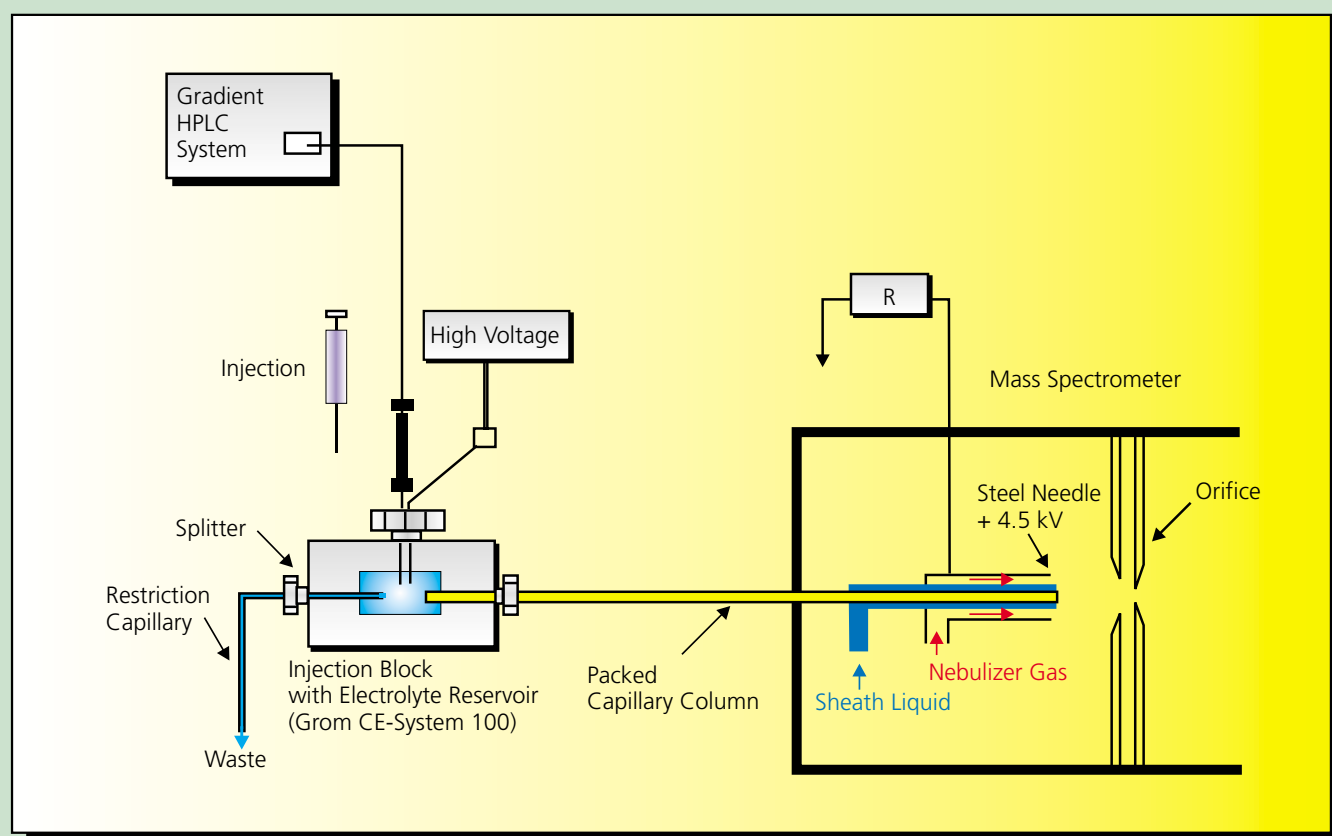 Gradient
HPLC
System
Injection
High Voltage
R
Mass Spectrometer
Steel Needle
+ 4.5 kV
Orifice
Splitter
Restriction
Capillary
Injection Block
with Electrolyte Reservoir
(Grom CE-System 100)
Packed
Capillary Column
Sheath Liquid
Nebulizer Gas
Waste